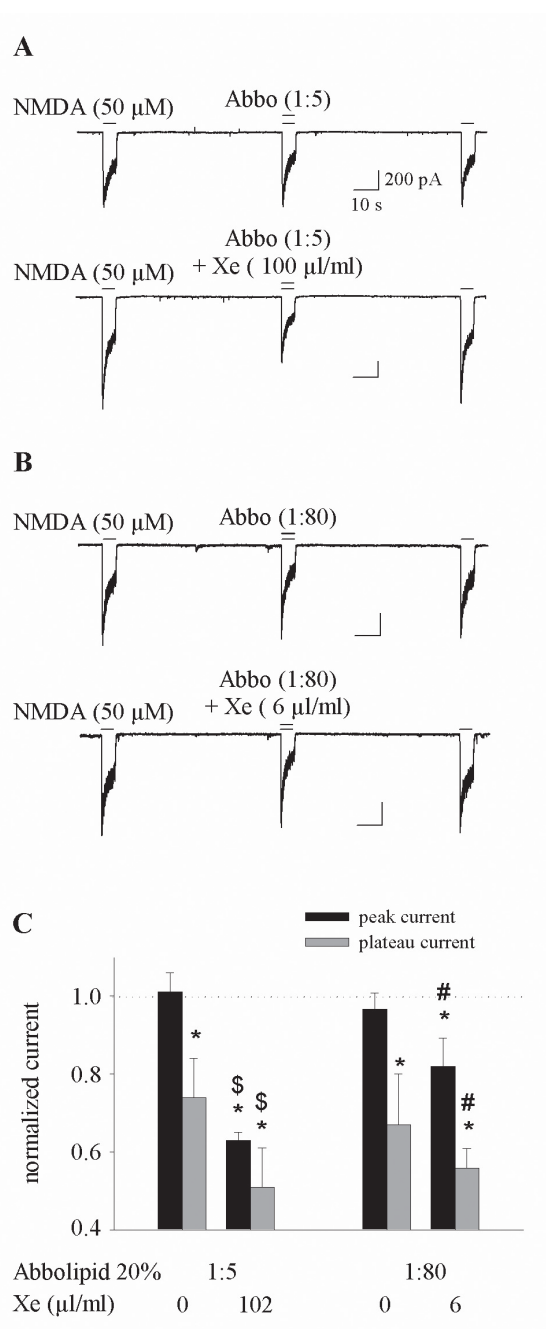 A
NMDA (50 μM) Abbo (1:5)
200 pA
10 s
Abbo (1:5)
NMDA (50 μM) + Xe ( 100 μl/ml)
B
NMDA (50 μM) Abbo (1:80)
Abbo (1:80)
NMDA (50 μM) + Xe ( 6 μl/ml)
C
peak current
plateau current
normalized current
1.0
0.8
0.6
0.4
* $ * $ * * # * # *
Abbolipid 20% 1:5 1:80
Xe (μl/ml) 0 102 0 6